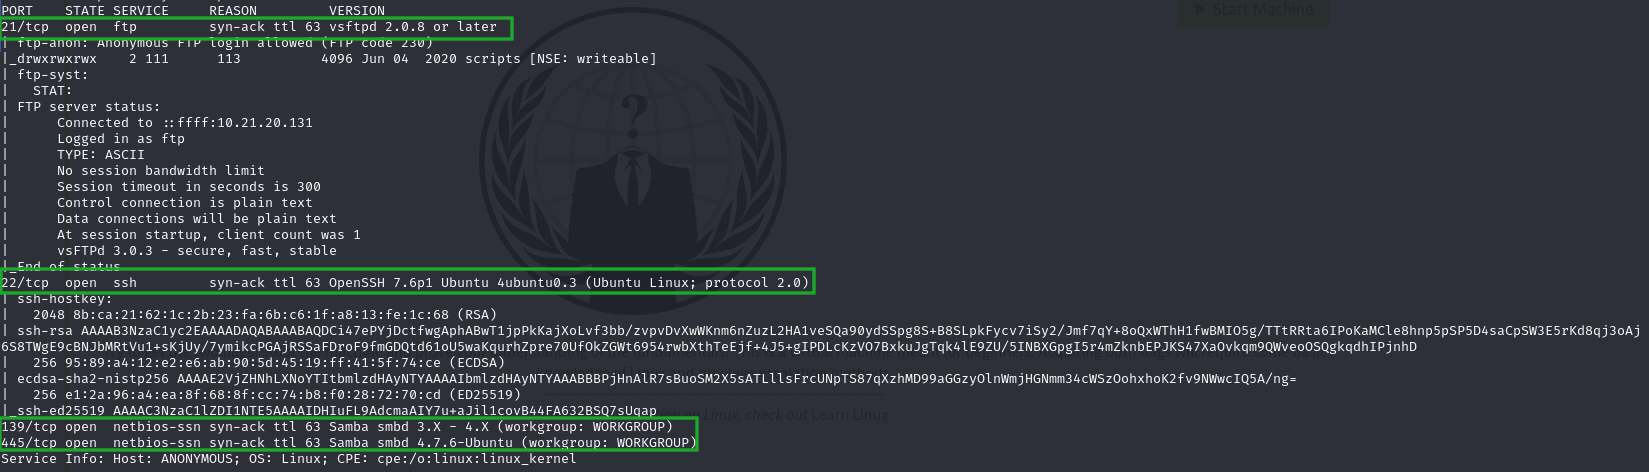 Start Machine
PORT     STATE SERVICE     REASON         VERSION
21/tcp  open  ftp         syn-ack ttl 63 vsftpd 2.0.8 or later
| ftp-anon: Anonymous FTP login allowed (FTP code 230)
|_drwxrwxrwx    2 111      113          4096 Jun 04  2020 scripts [NSE: writeable]
| ftp-syst:
|   STAT:
| FTP server status:
|      Connected to ::ffff:10.21.20.131
|      Logged in as ftp
|      TYPE: ASCII
|      No session bandwidth limit
|      Session timeout in seconds is 300
|      Control connection is plain text
|      Data connections will be plain text
|      At session startup, client count was 1
|      vsFTPd 3.0.3 - secure, fast, stable
|_End of status
22/tcp  open  ssh         syn-ack ttl 63 OpenSSH 7.6p1 Ubuntu 4ubuntu0.3 (Ubuntu Linux; protocol 2.0)
| ssh-hostkey:
|   2048 8b:ca:21:62:1c:2b:23:fa:6b:c6:1f:a8:13:fe:1c:68 (RSA)
| ssh-rsa AAAAB3NzaC1yc2EAAAADAQABAAABAQDCi47ePYjDctfwgAphABwT1jpPkKajXoLvf3bb/zvpvDvXwWKnm6nZuzL2HA1veSQa90ydSSpg8S+B8SLpkFycv7iSy2/Jmf7qY+8oQxWThH1fwBMIO5g/TTtRRta6IPoKaMCle8hnp5pSP5D4saCpSW3E5rKd8qj3oAj
6S8TWgE9cBNJbMRtVu1+sKjUy/7ymikcPGAjRSSaFDroF9fmGDQtd61oU5waKqurhZpre70UfOkZGWt6954rwbXthTeEjf+4J5+gIPDLcKzVO7BxkuJgTqk4lE9ZU/5INBXGpgI5r4mZknbEPJKS47XaOvkqm9QWveoOSQgkqdhIPjnhD
|   256 95:89:a4:12:e2:e6:ab:90:5d:45:19:ff:41:5f:74:ce (ECDSA)
| ecdsa-sha2-nistp256 AAAAE2VjZHNhLXNoYTItbmlzdHAyNTYAAAAIbmlzdHAyNTYAAABBBPjHnAlR7sBuoSM2X5sATLllsFrcUNpTS87qXzhMD99aGGzyOlnWmjHGNmm34cWSzOohxhoK2fv9NWwcIQ5A/ng=
|   256 e1:2a:96:a4:ea:8f:68:8f:cc:74:b8:f0:28:72:70:cd (ED25519)
|_ssh-ed25519 AAAAC3NzaC1lZDI1NTE5AAAAIDHIuFL9AdcmaAIY7u+aJil1covB44FA632BSQ7sUqap
on Linux, check out Learn Linux
139/tcp open  netbios-ssn syn-ack ttl 63 Samba smbd 3.X - 4.X (workgroup: WORKGROUP)
445/tcp open  netbios-ssn syn-ack ttl 63 Samba smbd 4.7.6-Ubuntu (workgroup: WORKGROUP)
Service Info: Host: ANONYMOUS; OS: Linux; CPE: cpe:/o:linux:linux_kernel